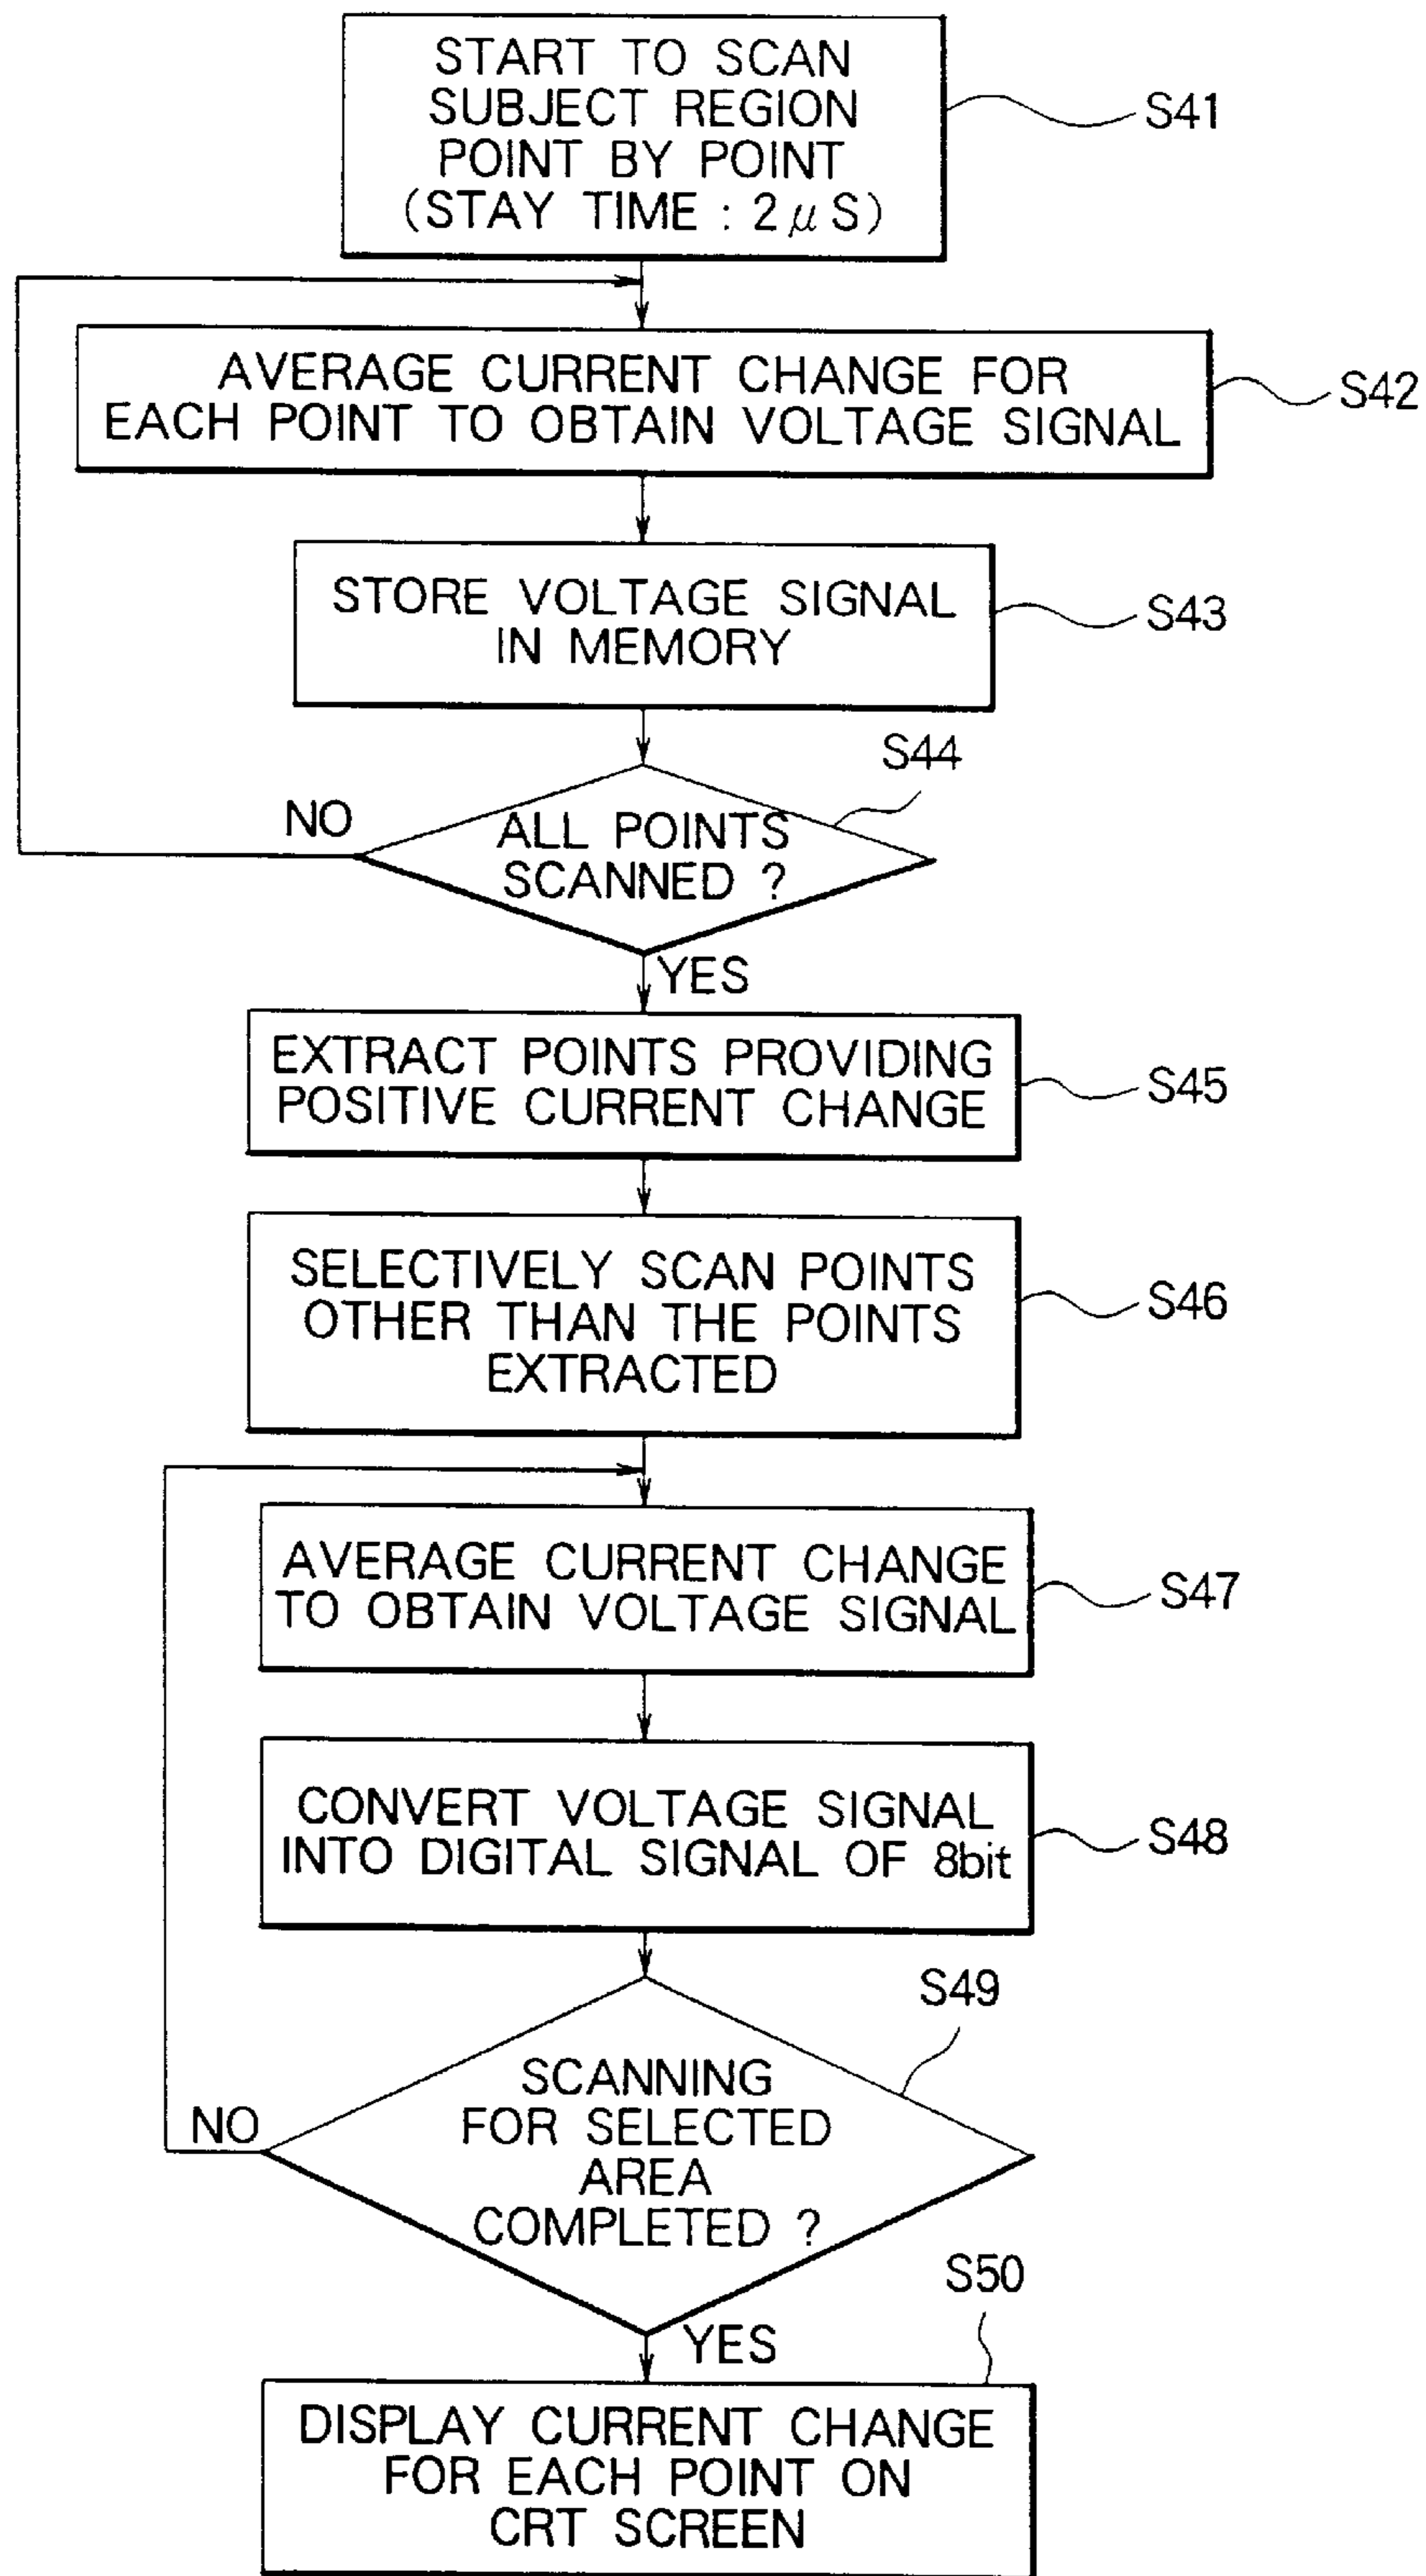 START TO SCAN
SUBJECT REGION
POINT BY POINT
(STAY TIME : 2μS)
S41
AVERAGE CURRENT CHANGE FOR
EACH POINT TO OBTAIN VOLTAGE SIGNAL
S42
STORE VOLTAGE SIGNAL
IN MEMORY
S43
S44
NO
ALL POINTS
SCANNED ?
YES
EXTRACT POINTS PROVIDING
POSITIVE CURRENT CHANGE
S45
SELECTIVELY SCAN POINTS
OTHER THAN THE POINTS
EXTRACTED
S46
AVERAGE CURRENT CHANGE
TO OBTAIN VOLTAGE SIGNAL
S47
CONVERT VOLTAGE SIGNAL
INTO DIGITAL SIGNAL OF 8bit
S48
S49
NO
SCANNING
FOR SELECTED
AREA
COMPLETED ?
S50
YES
DISPLAY CURRENT CHANGE
FOR EACH POINT ON
CRT SCREEN